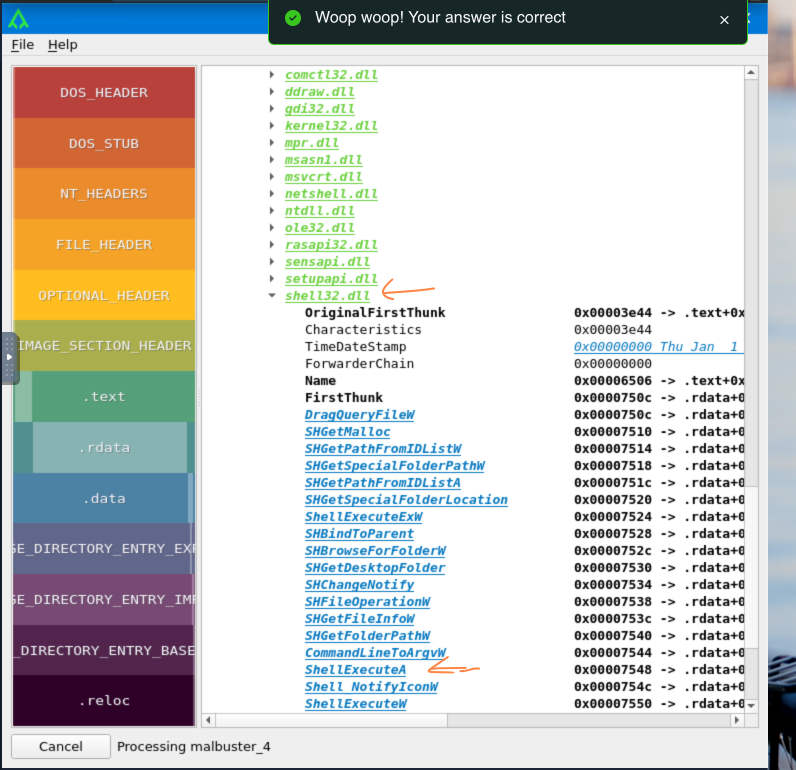 Woop woop! Your answer is correct
File Help
DOS_HEADER
DOS_STUB
NT_HEADERS
FILE_HEADER
OPTIONAL_HEADER
IMAGE_SECTION_HEADER
.text
.rdata
.data
GE_DIRECTORY_ENTRY_EXP
GE_DIRECTORY_ENTRY_IMP
_DIRECTORY_ENTRY_BASE
.reloc
comctl32.dll
ddraw.dll
gdi32.dll
kernel32.dll
mpr.dll
msasn1.dll
msvcrt.dll
netshell.dll
ntdll.dll
ole32.dll
rasapi32.dll
sensapi.dll
setupapi.dll
shell32.dll
OriginalFirstThunk 0x00003e44 -> .text+0x
Characteristics 0x00003e44
TimeDateStamp 0x00000000 Thu Jan 1
ForwarderChain 0x00000000
Name 0x00006506 -> .text+0x
FirstThunk 0x0000750c -> .rdata+0
DragQueryFileW 0x0000750c -> .rdata+0
SHGetMalloc 0x00007510 -> .rdata+0
SHGetPathFromIDListW 0x00007514 -> .rdata+0
SHGetSpecialFolderPathW 0x00007518 -> .rdata+0
SHGetPathFromIDListA 0x0000751c -> .rdata+0
SHGetSpecialFolderLocation 0x00007520 -> .rdata+0
ShellExecuteExW 0x00007524 -> .rdata+0
SHBindToParent 0x00007528 -> .rdata+0
SHBrowseForFolderW 0x0000752c -> .rdata+0
SHGetDesktopFolder 0x00007530 -> .rdata+0
SHChangeNotify 0x00007534 -> .rdata+0
SHFileOperationW 0x00007538 -> .rdata+0
SHGetFileInfoW 0x0000753c -> .rdata+0
SHGetFolderPathW 0x00007540 -> .rdata+0
CommandLineToArgvW 0x00007544 -> .rdata+0
ShellExecuteA 0x00007548 -> .rdata+0
Shell_NotifyIconW 0x0000754c -> .rdata+0
ShellExecuteW 0x00007550 -> .rdata+0
Cancel Processing malbuster_4